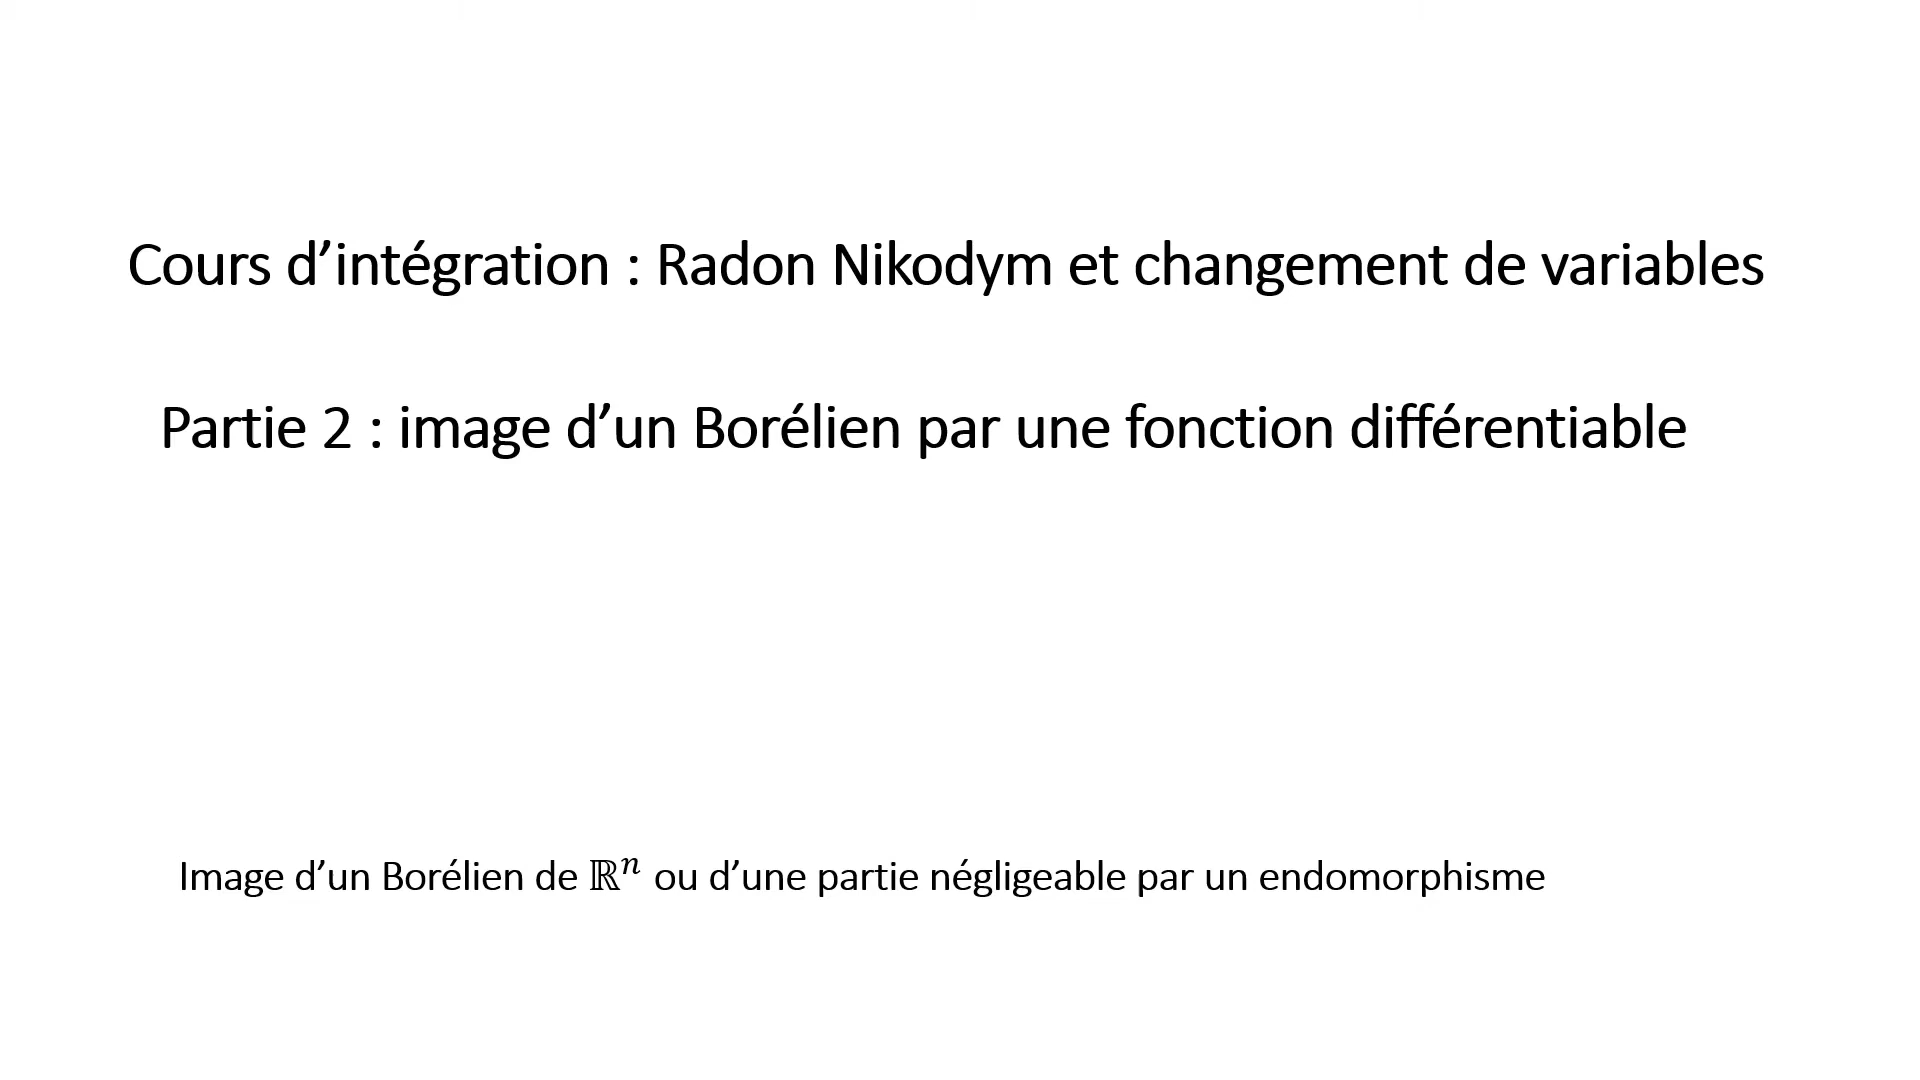 Cours d’intégration : Radon Nikodym et changement de variables
Partie 2 : image d’un Borélien par une fonction différentiable
Image d’un Borélien de ℝⁿ ou d’une partie négligeable par un endomorphisme